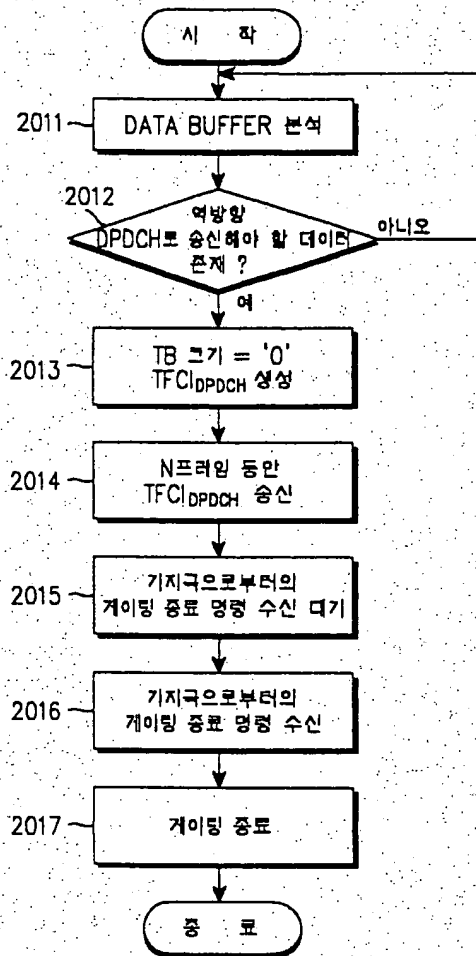 시 작
2011
DATA BUFFER 분석
2012
역방향
DPDCH로 송신해야 할 데이터
존재 ?
아니오
예
2013
TB 크기 = '0'
TFCI_DPDCH 생성
2014
N프레임 동안
TFCI_DPDCH 송신
2015
기지국으로부터의
게이팅 종료 명령 수신 대기
2016
기지국으로부터의
게이팅 종료 명령 수신
2017
게이팅 종료
종 료